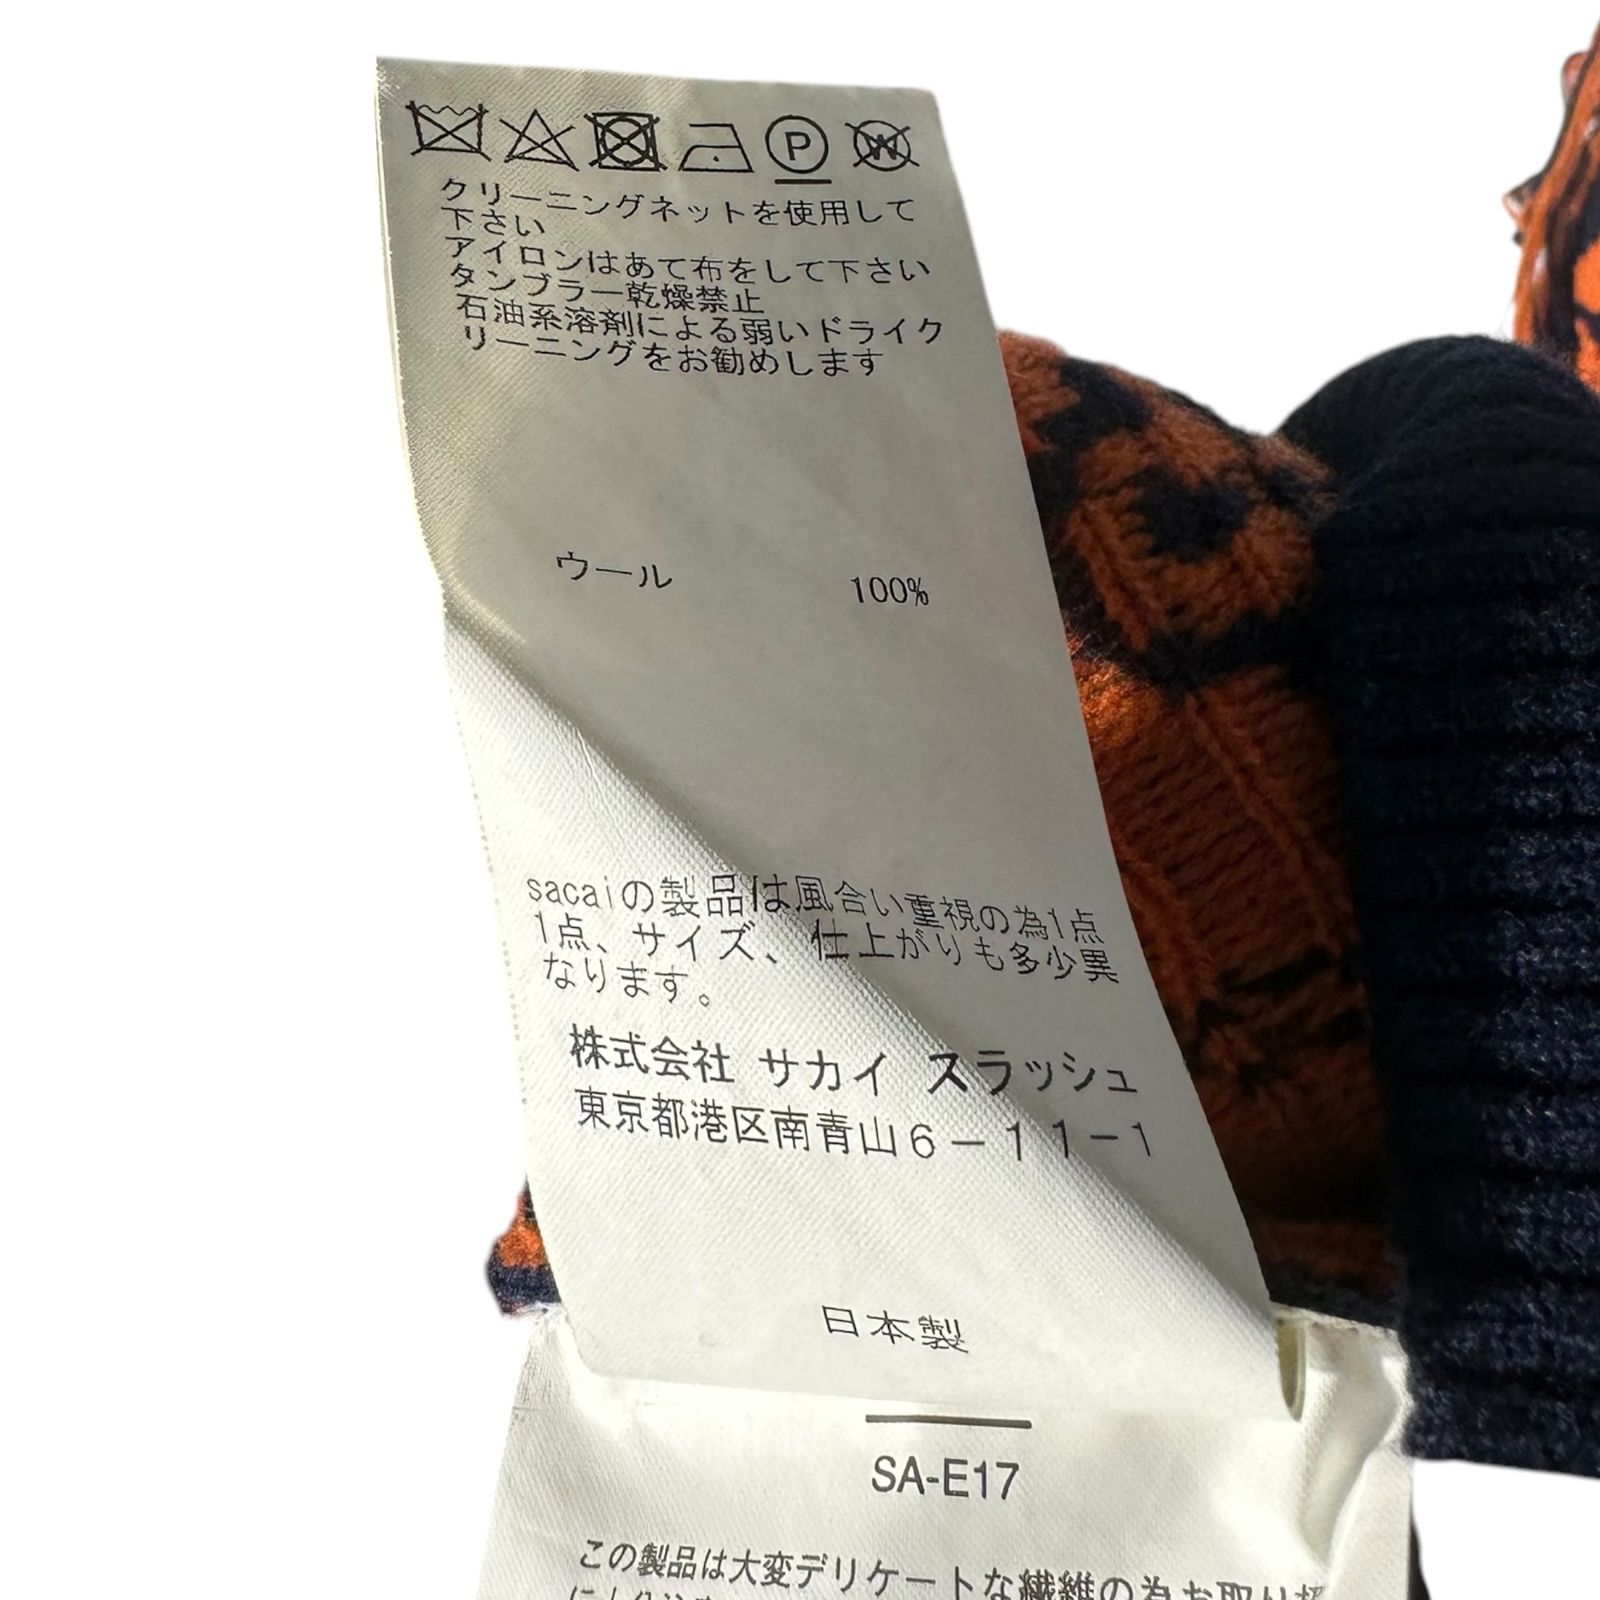 P W
クリーニングネットを使用して
下さい
アイロンはあて布をして下さい
タンブラー乾燥禁止
石油系溶剤による弱いドライク
リーニングをお勧めします
ウール 100%
sacaiの製品は風合い重視の為1点
1点、サイズ、仕上がりも多少異
なります。
株式会社 サカイ スラッシュ
東京都港区南青山6-11-1
日本製
SA-E17
この製品は大変デリケートな繊維の為お取り